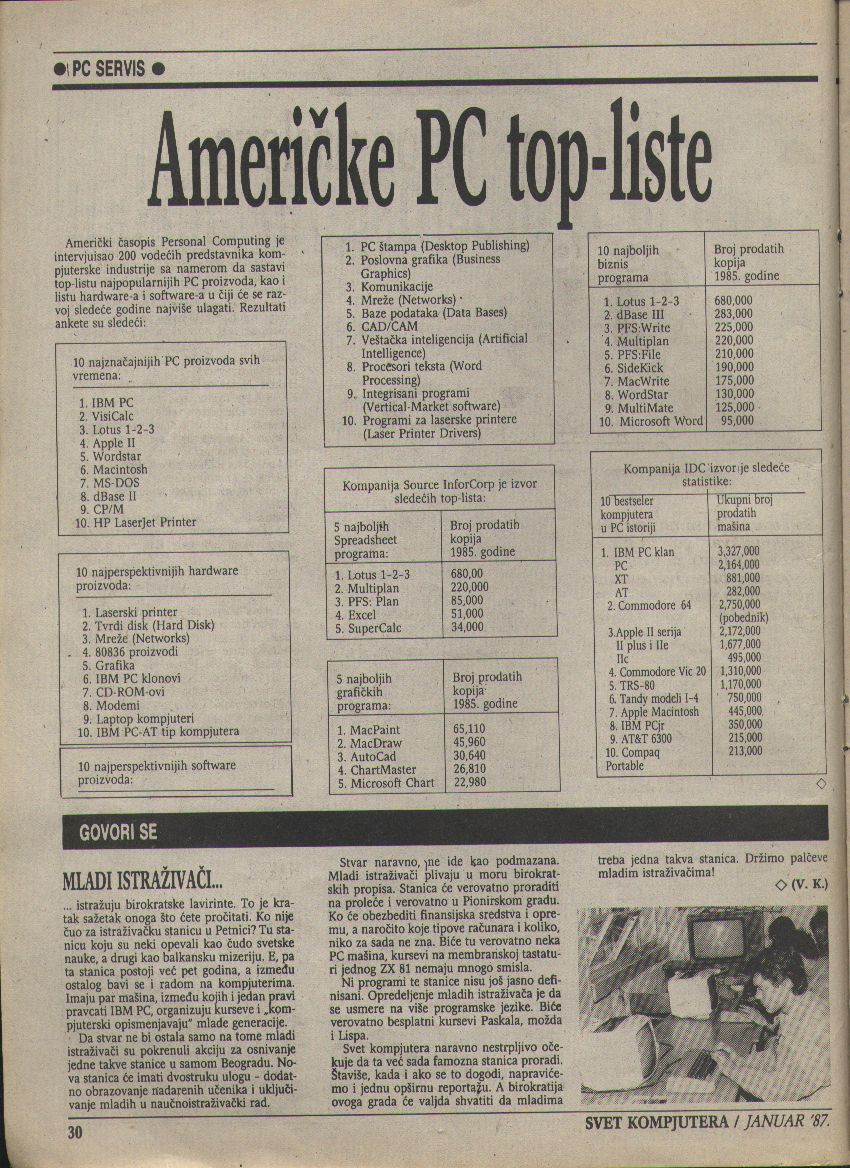 ● PC SERVIS ●
Američke PC top-liste
Američki časopis Personal Computing je
intervjuisao 200 vodećih predstavnika kom-
pjuterske industrije sa namerom da sastavi
top-listu najpopularnijih PC proizvoda, kao i
listu hardware-a i software-a u čiji će se raz-
voj sledeće godine najviše ulagati. Rezultati
ankete su sledeći:
10 najznačajnijih PC proizvoda svih
vremena:
1. IBM PC
2. VisiCalc
3. Lotus 1-2-3
4. Apple II
5. Wordstar
6. Macintosh
7. MS-DOS
8. dBase II
9. CP/M
10. HP LaserJet Printer
10 najperspektivnijih hardware
proizvoda:
1. Laserski printer
2. Tvrdi disk (Hard Disk)
3. Mreže (Networks)
4. 80836 proizvodi
5. Grafika
6. IBM PC klonovi
7. CD-ROM-ovi
8. Modemi
9. Laptop kompjuteri
10. IBM PC-AT tip kompjutera
10 najperspektivnijih software
proizvoda:
1. PC štampa (Desktop Publishing)
2. Poslovna grafika (Business
Graphics)
3. Komunikacije
4. Mreže (Networks)
5. Baze podataka (Data Bases)
6. CAD/CAM
7. Veštačka inteligencija (Artificial
Intelligence)
8. Procesori teksta (Word
Processing)
9. Integrisani programi
(Vertical-Market software)
10. Programi za laserske printere
(Laser Printer Drivers)
Kompanija Source InforCorp je izvor
sledećih top-lista:
5 najboljih Broj prodatih
Spreadsheet kopija
programa: 1985. godine
1. Lotus 1-2-3 680,00
2. Multiplan 220,000
3. PFS: Plan 85,000
4. Excel 51,000
5. SuperCalc 34,000
5 najboljih Broj prodatih
grafičkih kopija
programa: 1985. godine
1. MacPaint 65,110
2. MacDraw 45,960
3. AutoCad 30,640
4. ChartMaster 26,810
5. Microsoft Chart 22,980
10 najboljih Broj prodatih
biznis kopija
programa 1985. godine
1. Lotus 1-2-3 680,000
2. dBase III 283,000
3. PFS:Write 225,000
4. Multiplan 220,000
5. PFS:File 210,000
6. SideKick 190,000
7. MacWrite 175,000
8. WordStar 130,000
9. MultiMate 125,000
10. Microsoft Word 95,000
Kompanija IDC izvor je sledeće
statistike:
10 bestseler Ukupni broj
kompjutera prodatih
u PC istoriji mašina
1. IBM PC klan 3,327,000
PC 2,164,000
XT 881,000
AT 282,000
2. Commodore 64 2,750,000
(pobednik)
3.Apple II serija 2,172,000
II plus i IIe 1,677,000
IIc 495,000
4. Commodore Vic 20 1,310,000
5. TRS-80 1,170,000
6. Tandy modeli I-4 750,000
7. Apple Macintosh 445,000
8. IBM PCjr 350,000
9. AT&T 6300 215,000
10. Compaq 213,000
Portable
◇
GOVORI SE
MLADI ISTRAŽIVAČI...
... istražuju birokratske lavirinte. To je kra-
tak sažetak onoga što ćete pročitati. Ko nije
čuo za istraživačku stanicu u Petnici? Tu sta-
nicu koju su neki opevali kao čudo svetske
nauke, a drugi kao balkansku mizeriju. E, pa
ta stanica postoji već pet godina, a između
ostalog bavi se i radom na kompjuterima.
Imaju par mašina, između kojih i jedan pravi
pravcati IBM PC, organizuju kurseve i „kom-
pjuterski opismenjavaju" mlade generacije.
Da stvar ne bi ostala samo na tome mladi
istraživači su pokrenuli akciju za osnivanje
jedne takve stanice u samom Beogradu. No-
va stanica će imati dvostruku ulogu – dodat-
no obrazovanje nadarenih učenika i uključi-
vanje mladih u naučnoistraživački rad.
Stvar naravno, ne ide kao podmazana.
Mladi istraživači plivaju u moru birokrat-
skih propisa. Stanica će verovatno proraditi
na proleće i verovatno u Pionirskom gradu.
Ko će obezbediti finansijska sredstva i opre-
mu, a naročito koje tipove računara i koliko,
niko za sada ne zna. Biće tu verovatno neka
PC mašina, kursevi na membranskoj tastatu-
ri jednog ZX 81 nemaju mnogo smisla.
Ni programi te stanice nisu još jasno defi-
nisani. Opredeljenje mladih istraživača je da
se usmere na više programske jezike. Biće
verovatno besplatni kursevi Paskala, možda
i Lispa.
Svet kompjutera naravno nestrpljivo oče-
kuje da ta već sada famozna stanica proradi.
Štaviše, kada i ako se to dogodi, napraviće-
mo i jednu opširnu reportažu. A birokratija
ovoga grada će valjda shvatiti da mladima
treba jedna takva stanica. Držimo palčeve
mladim istraživačima!
◇ (V. K.)
30
SVET KOMPJUTERA / JANUAR '87.